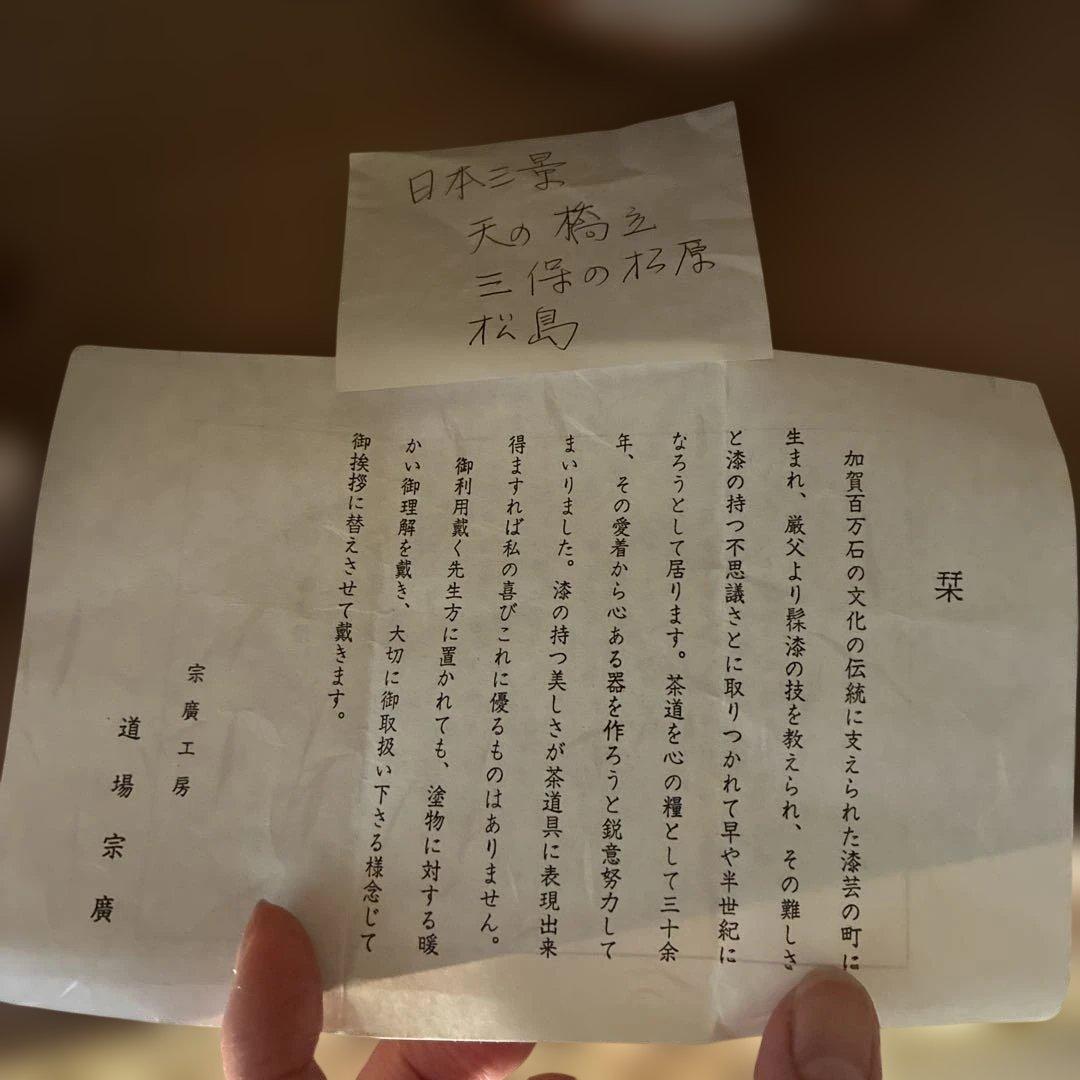 日本三景
天の橋立
三保の松原
松島
栞
加賀百万石の文化の伝統に支えられた漆芸の町に
生まれ、厳父より髹漆の技を教えられ、その難しさ
と漆の持つ不思議さとに取りつかれて早や半世紀に
なろうとして居ります。茶道を心の糧として三十余
年、その愛着から心ある器を作ろうと鋭意努力して
まいりました。漆の持つ美しさが茶道具に表現出来
得ますれば私の喜びこれに優るものはありません。
御利用戴く先生方に置かれても、塗物に対する暖
かい御理解を戴き、大切に御取扱い下さる様念じて
御挨拶に替えさせて戴きます。
宗廣工房
道場宗廣